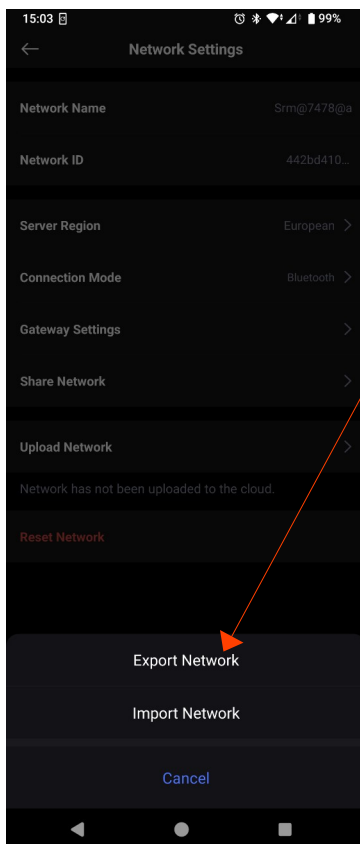 15:03 99%
Network Settings
Network Name Srm@7478@a
Network ID 442bd410...
Server Region European
Connection Mode Bluetooth
Gateway Settings
Share Network
Upload Network
Network has not been uploaded to the cloud.
Reset Network
Export Network
Import Network
Cancel